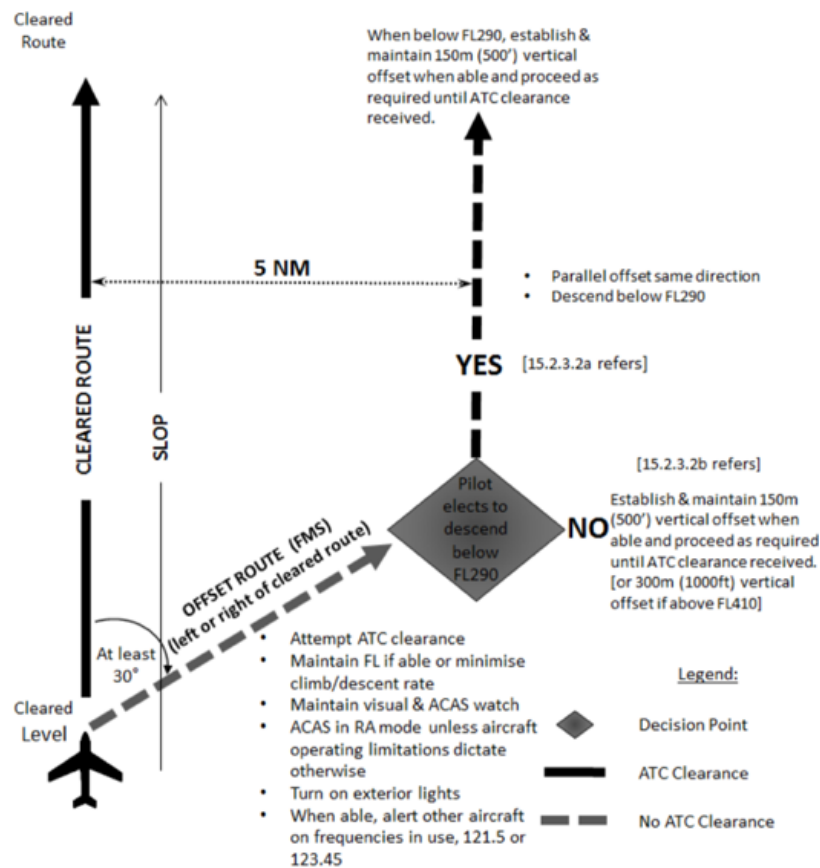 Cleared
Route
When below FL290, establish &
maintain 150m (500') vertical
offset when able and proceed as
required until ATC clearance
received.
5 NM
• Parallel offset same direction
• Descend below FL290
CLEARED ROUTE
SLOP
YES
[15.2.3.2a refers]
[15.2.3.2b refers]
Pilot
elects to
descend
below
FL290
NO
Establish & maintain 150m
(500') vertical offset when
able and proceed as required
until ATC clearance received.
[or 300m (1000ft) vertical
offset if above FL410]
OFFSET ROUTE (FMS)
(left or right of cleared route)
At least
30°
• Attempt ATC clearance
• Maintain FL if able or minimise
climb/descent rate
• Maintain visual & ACAS watch
• ACAS in RA mode unless aircraft
operating limitations dictate
otherwise
• Turn on exterior lights
• When able, alert other aircraft
on frequencies in use, 121.5 or
123.45
Cleared
Level
Legend:
Decision Point
ATC Clearance
No ATC Clearance